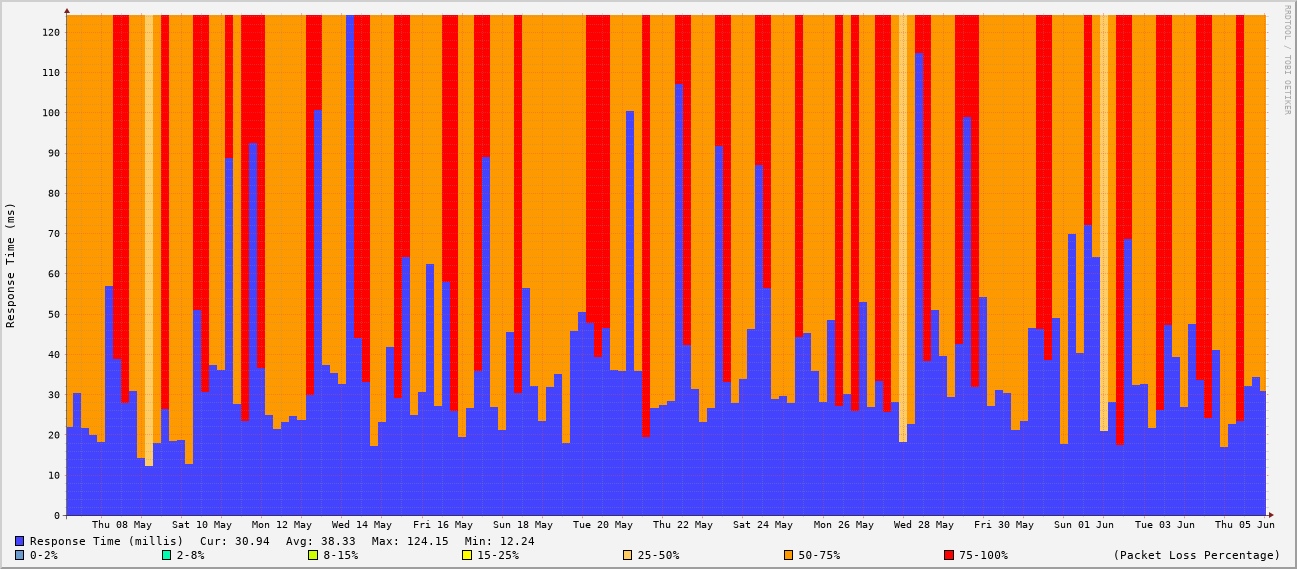 RRDTOOL / TOBI OETIKER
Response Time (ms)
120
110
100
90
80
70
60
50
40
30
20
10
0
Thu 08 May Sat 10 May Mon 12 May Wed 14 May Fri 16 May Sun 18 May Tue 20 May Thu 22 May Sat 24 May Mon 26 May Wed 28 May Fri 30 May Sun 01 Jun Tue 03 Jun Thu 05 Jun
Response Time (millis) Cur: 30.94 Avg: 38.33 Max: 124.15 Min: 12.24
0-2% 2-8% 8-15% 15-25% 25-50% 50-75% 75-100% (Packet Loss Percentage)